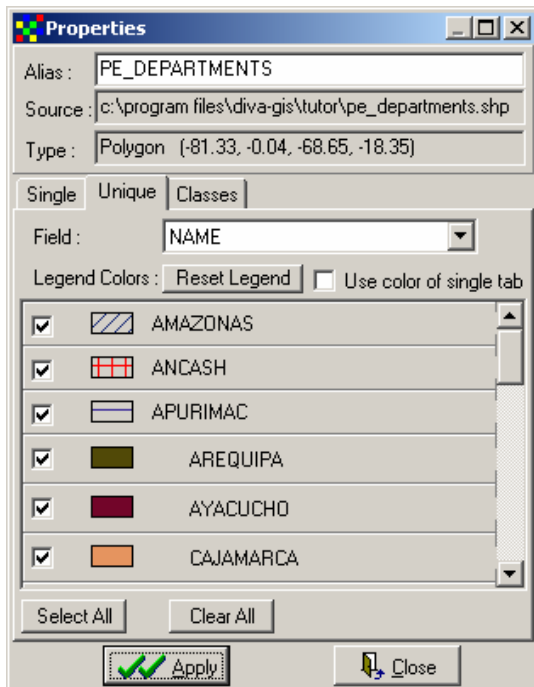 Properties
Alias : PE_DEPARTMENTS
Source : c:\program files\diva-gis\tutor\pe_departments.shp
Type : Polygon (-81.33, -0.04, -68.65, -18.35)
Single Unique Classes
Field : NAME
Legend Colors : Reset Legend Use color of single tab
AMAZONAS
ANCASH
APURIMAC
AREQUIPA
AYACUCHO
CAJAMARCA
Select All Clear All
Apply Close